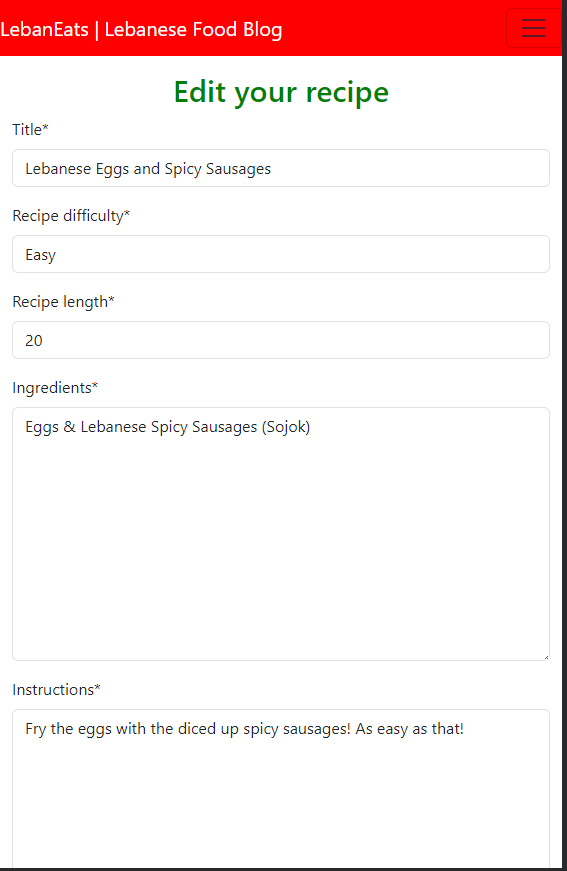 LebanEats | Lebanese Food Blog
Edit your recipe
Title*
Lebanese Eggs and Spicy Sausages
Recipe difficulty*
Easy
Recipe length*
20
Ingredients*
Eggs & Lebanese Spicy Sausages (Sojok)
Instructions*
Fry the eggs with the diced up spicy sausages! As easy as that!